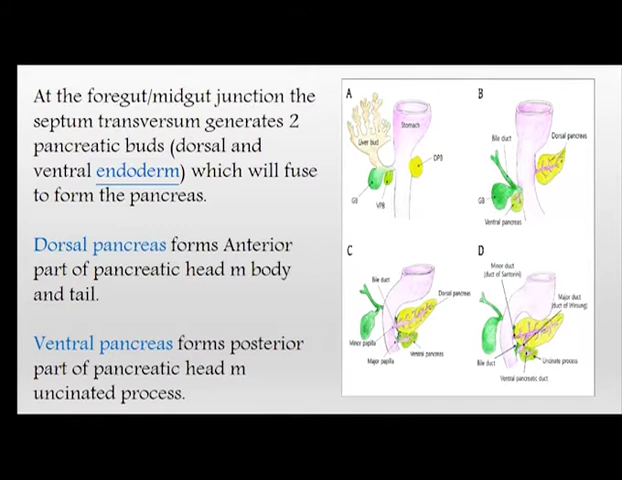 At the foregut/midgut junction the
septum transversum generates 2
pancreatic buds (dorsal and
ventral endoderm) which will fuse
to form the pancreas.
Dorsal pancreas forms Anterior
part of pancreatic head m body
and tail.
Ventral pancreas forms posterior
part of pancreatic head m
uncinated process.
A
Stomach
Liver bud
DPB
GB
VPB
B
Bile duct
Dorsal pancreas
GB
Ventral pancreas
C
Bile duct
Dorsal pancreas
Minor papilla
Major papilla
Ventral pancreas
D
Minor duct
(duct of Santorini)
Major duct
(duct of Wirsung)
Uncinate process
Bile duct
Ventral pancreatic duct